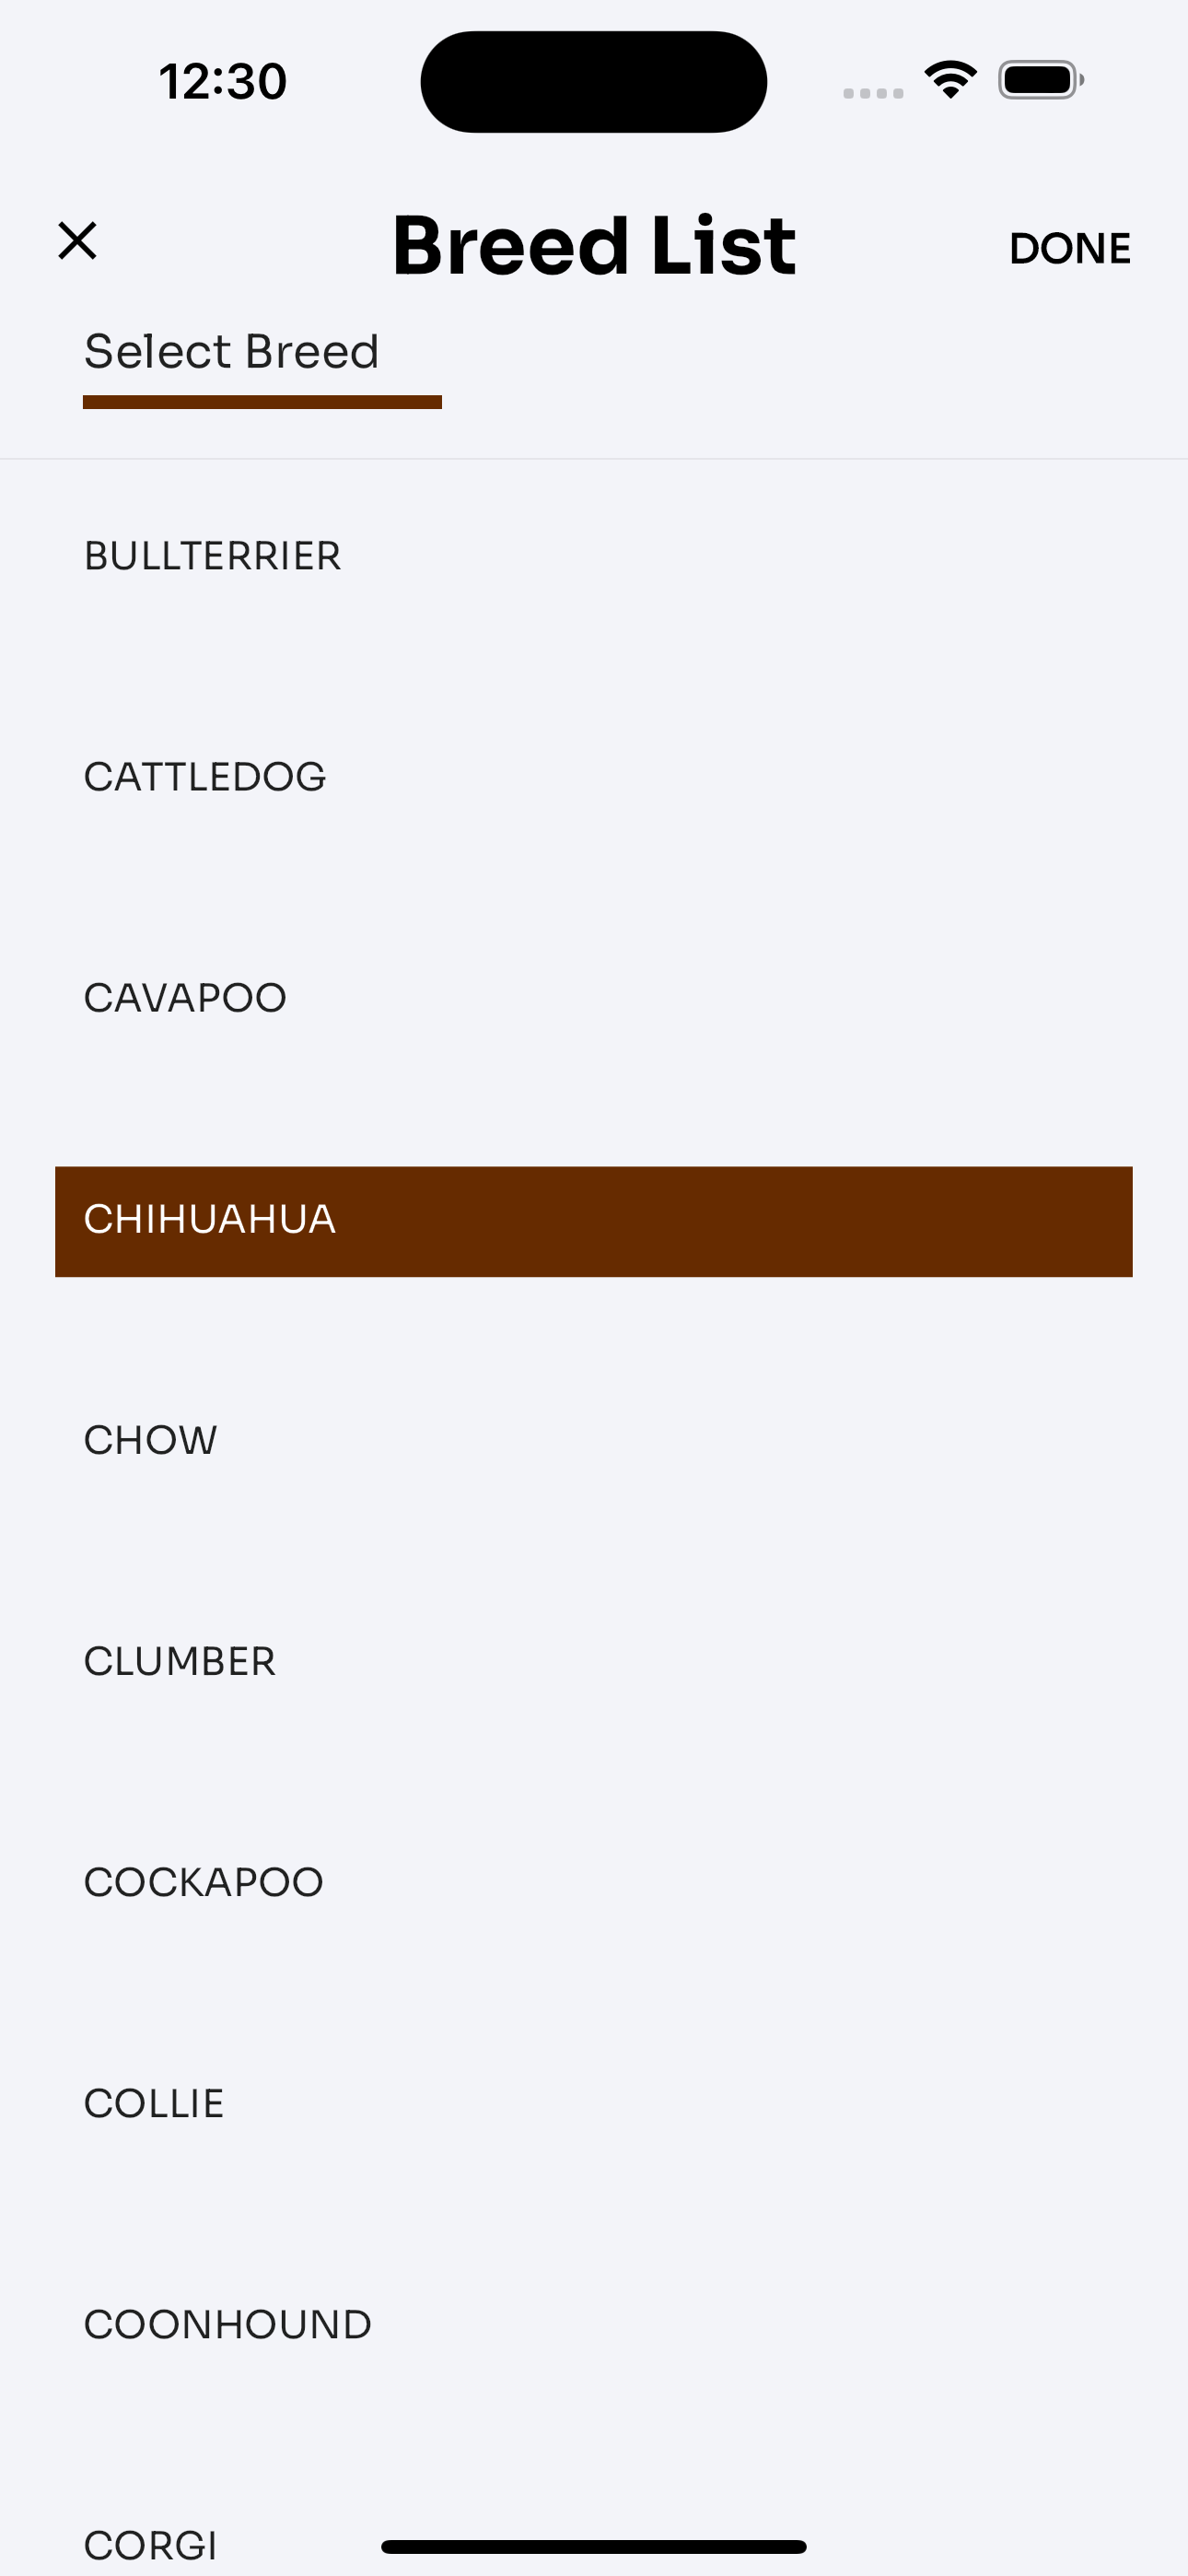 12:30
Breed List
DONE
Select Breed
BULLTERRIER
CATTLEDOG
CAVAPOO
CHIHUAHUA
CHOW
CLUMBER
COCKAPOO
COLLIE
COONHOUND
CORGI